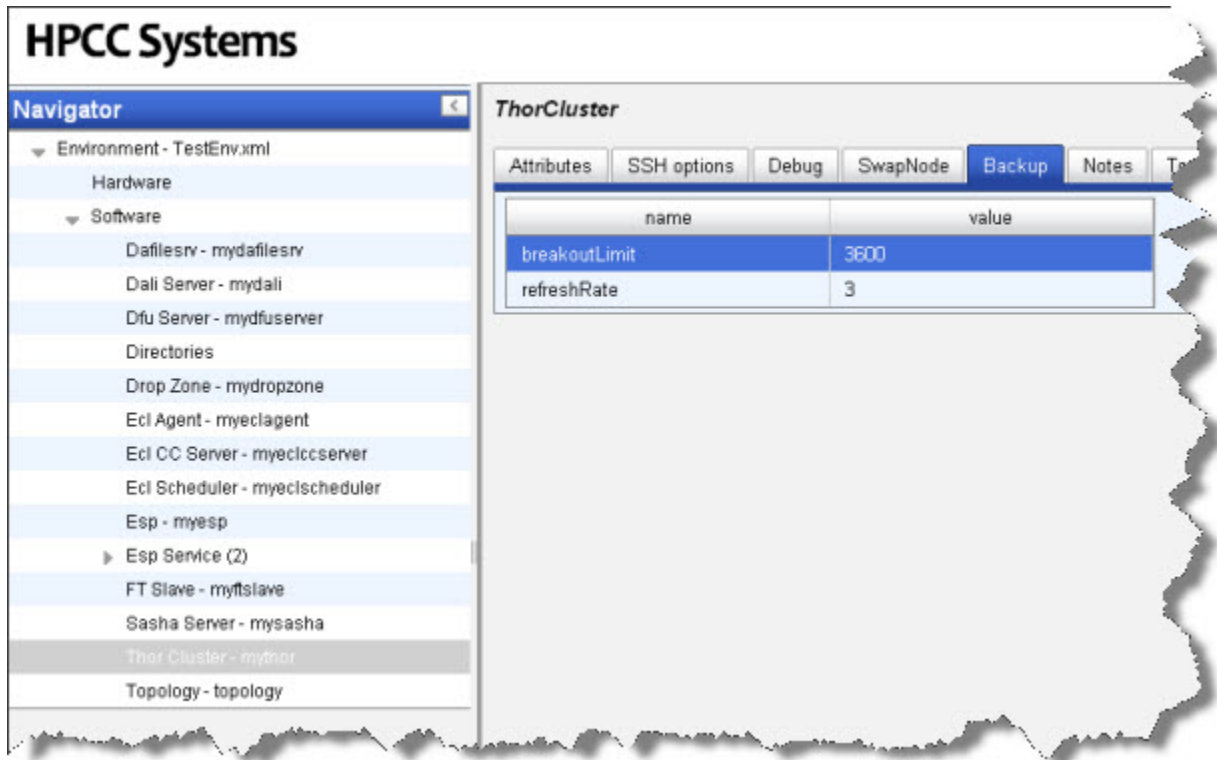 HPCC Systems
Navigator
Environment - TestEnv.xml
Hardware
Software
Dafilesrv - mydafilesrv
Dali Server - mydali
Dfu Server - mydfuserver
Directories
Drop Zone - mydropzone
Ecl Agent - myeclagent
Ecl CC Server - myeclccserver
Ecl Scheduler - myeclscheduler
Esp - myesp
Esp Service (2)
FT Slave - myftslave
Sasha Server - mysasha
Thor Cluster - mythor
Topology - topology
ThorCluster
Attributes SSH options Debug SwapNode Backup Notes
name value
breakoutLimit 3600
refreshRate 3